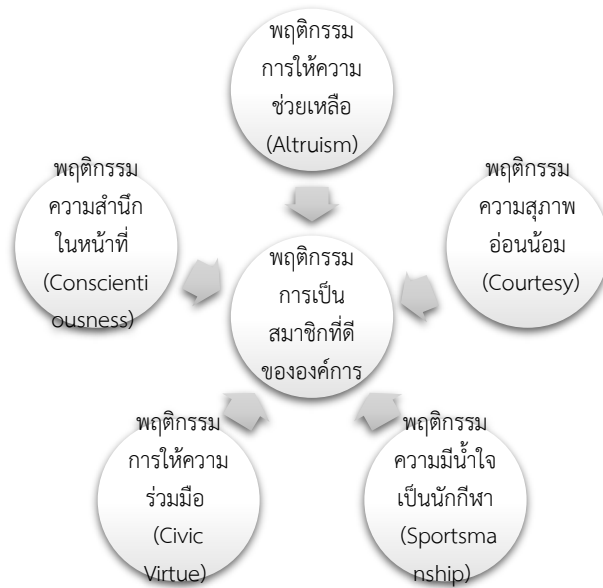 พฤติกรรม
การให้ความ
ช่วยเหลือ
(Altruism)
พฤติกรรม
ความสำนึก
ในหน้าที่
(Conscienti
ousness)
พฤติกรรม
ความสุภาพ
อ่อนน้อม
(Courtesy)
พฤติกรรม
การเป็น
สมาชิกที่ดี
ขององค์การ
พฤติกรรม
การให้ความ
ร่วมมือ
(Civic
Virtue)
พฤติกรรม
ความมีน้ำใจ
เป็นนักกีฬา
(Sportsma
nship)